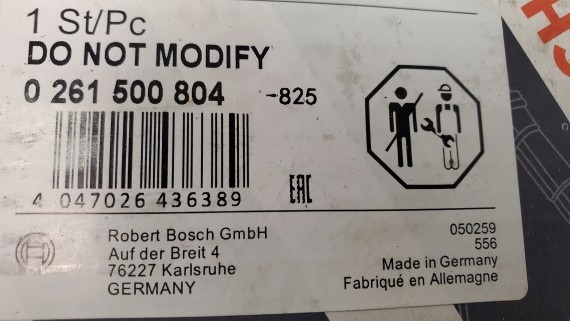 1 St/Pc
DO NOT MODIFY
0 261 500 804 -825
4 047026 436389
EAC
Robert Bosch GmbH
Auf der Breit 4
76227 Karlsruhe
GERMANY
050259
556
Made in Germany
Fabriqué en Allemagne